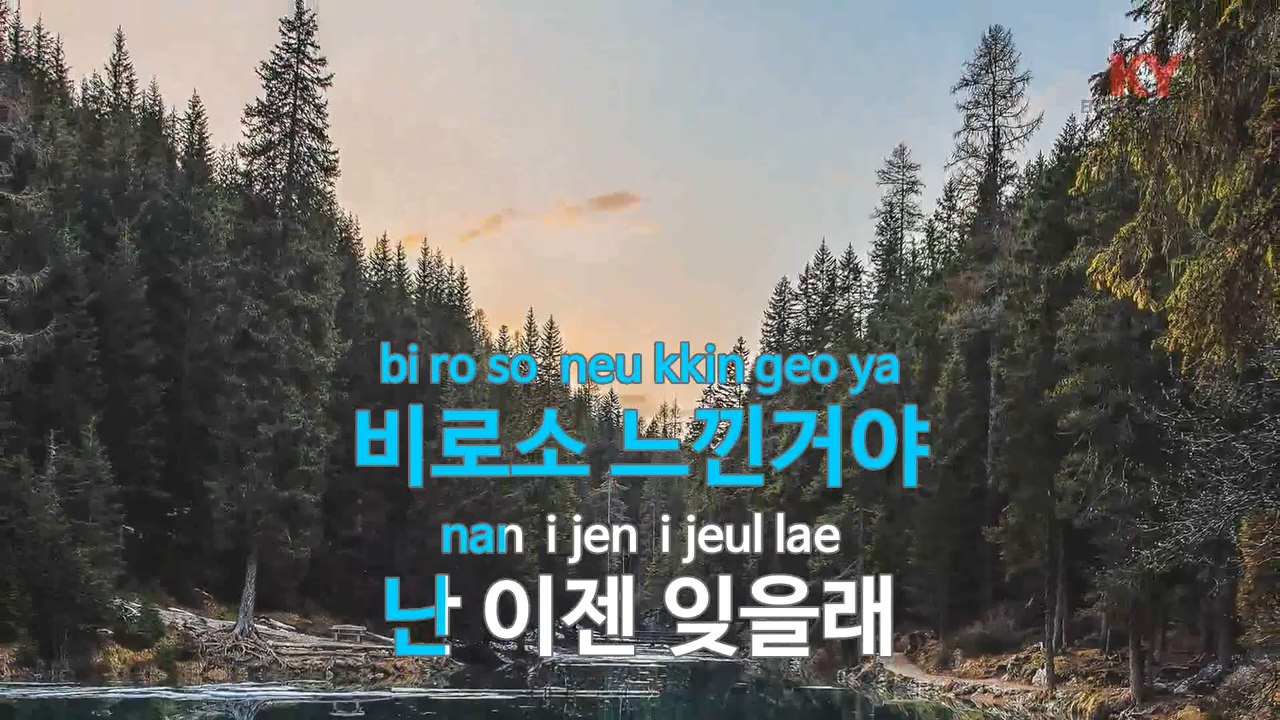 KY
bi ro so neu kkin geo ya
비로소 느낀거야
nan i jen i jeul lae
난 이젠 잊을래